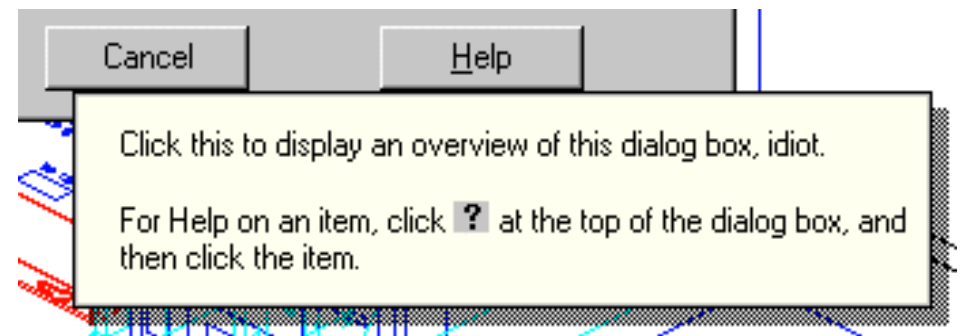 Cancel Help
Click this to display an overview of this dialog box, idiot.
For Help on an item, click ? at the top of the dialog box, and
then click the item.